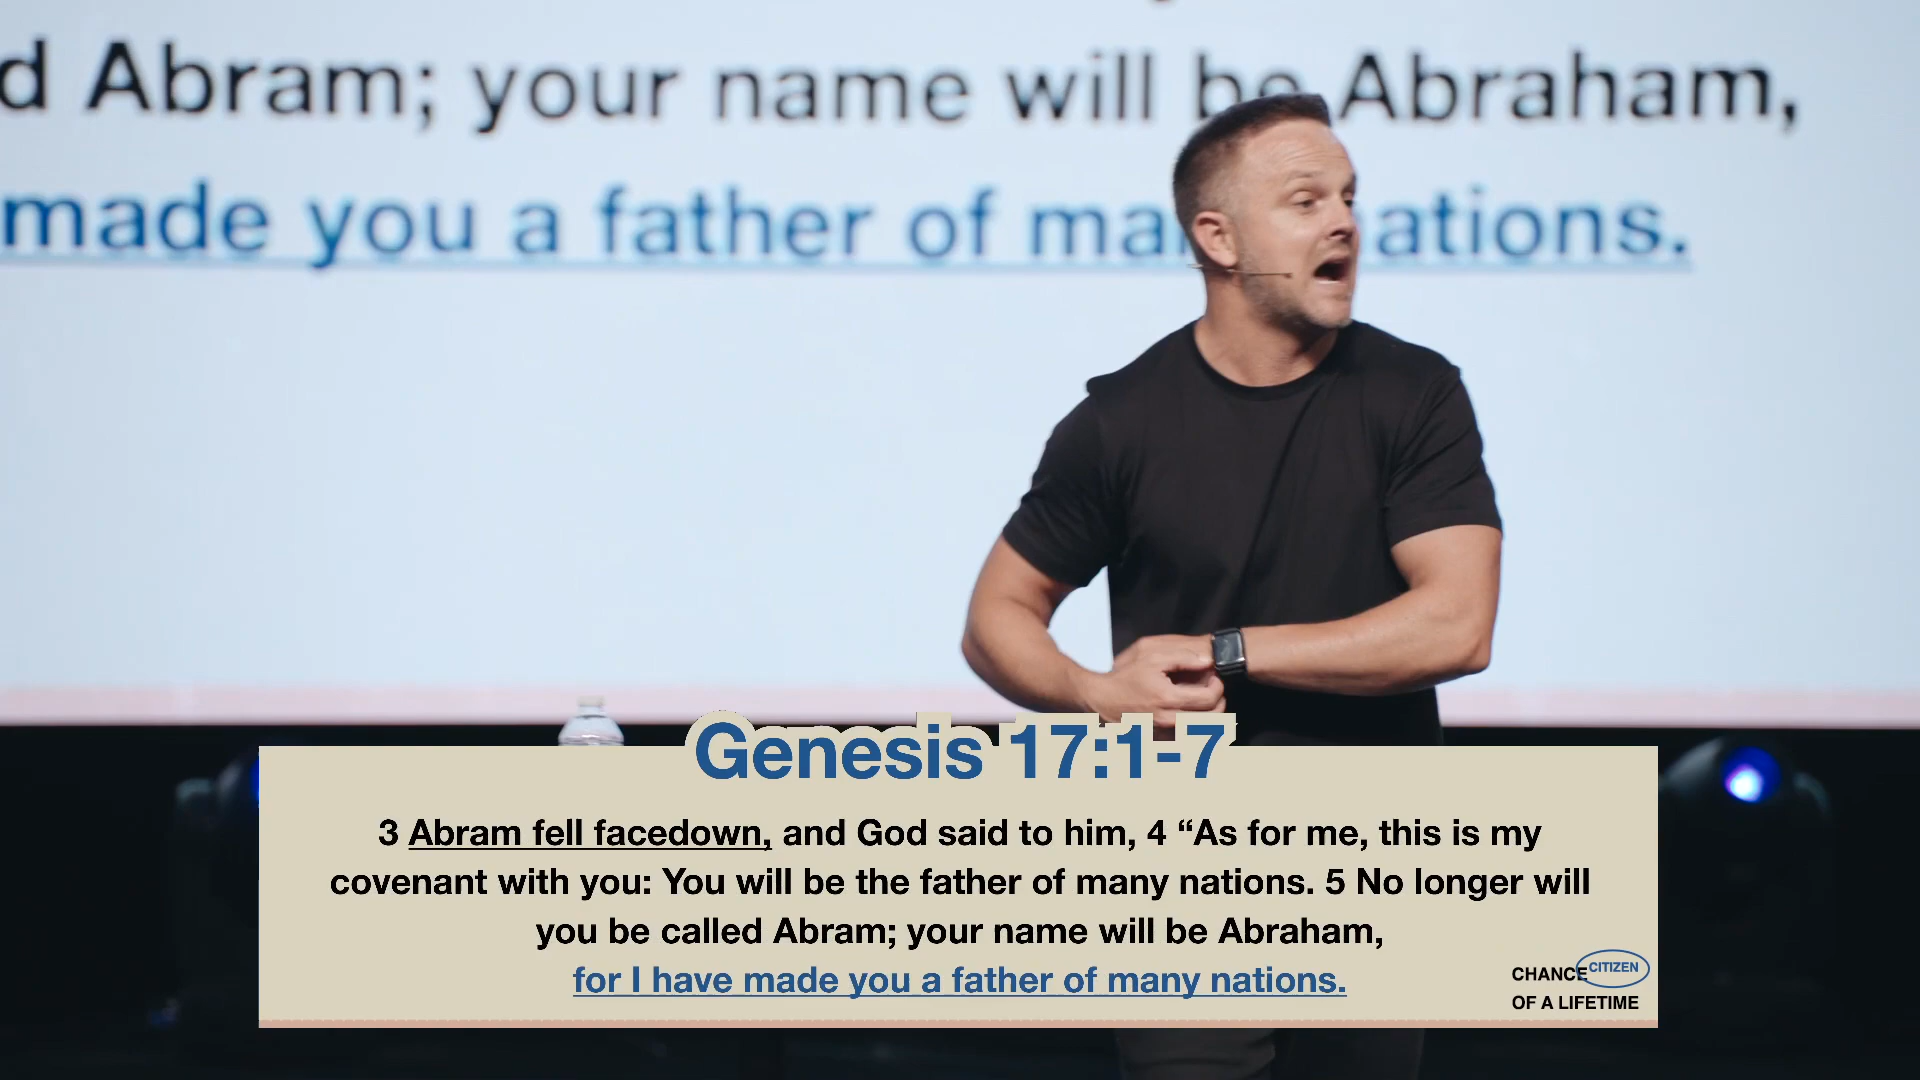 d Abram; your name will be Abraham,
made you a father of many nations.
Genesis 17:1-7
3 Abram fell facedown, and God said to him, 4 “As for me, this is my
covenant with you: You will be the father of many nations. 5 No longer will
you be called Abram; your name will be Abraham,
for I have made you a father of many nations.
CHANCE CITIZEN
OF A LIFETIME